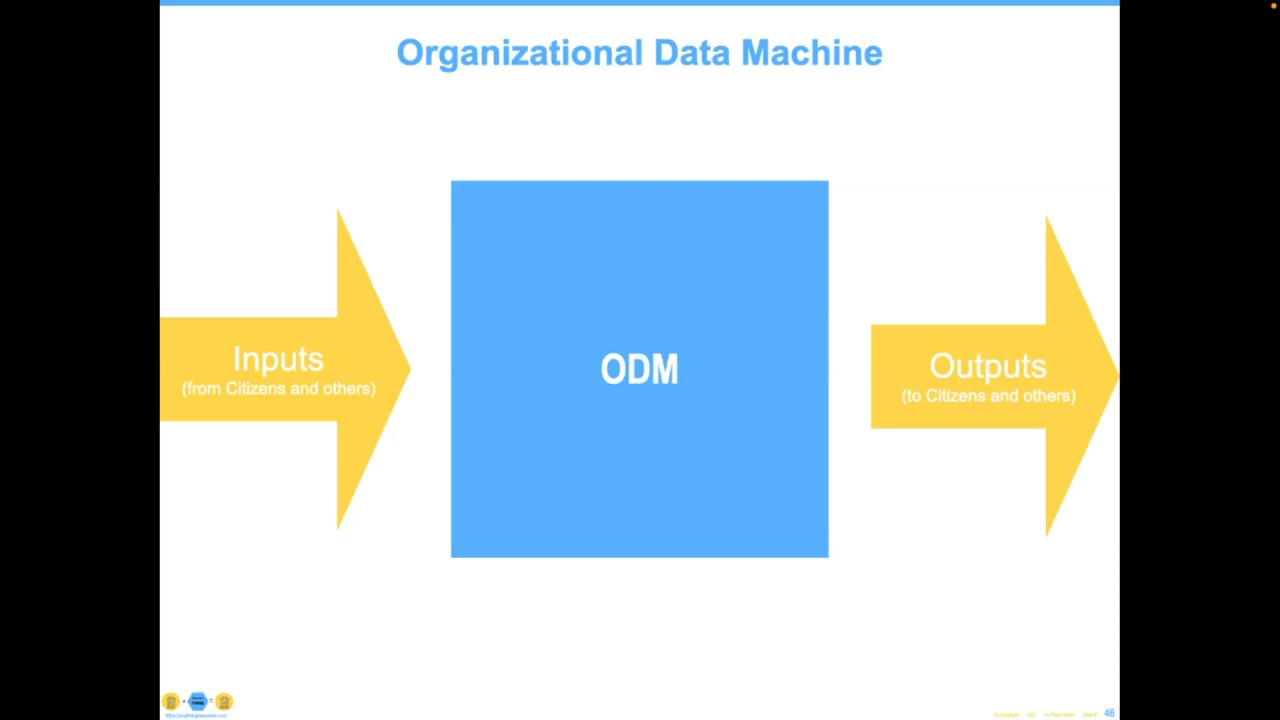 Organizational Data Machine
Inputs
(from Citizens and others)
ODM
Outputs
(to Citizens and others)
46